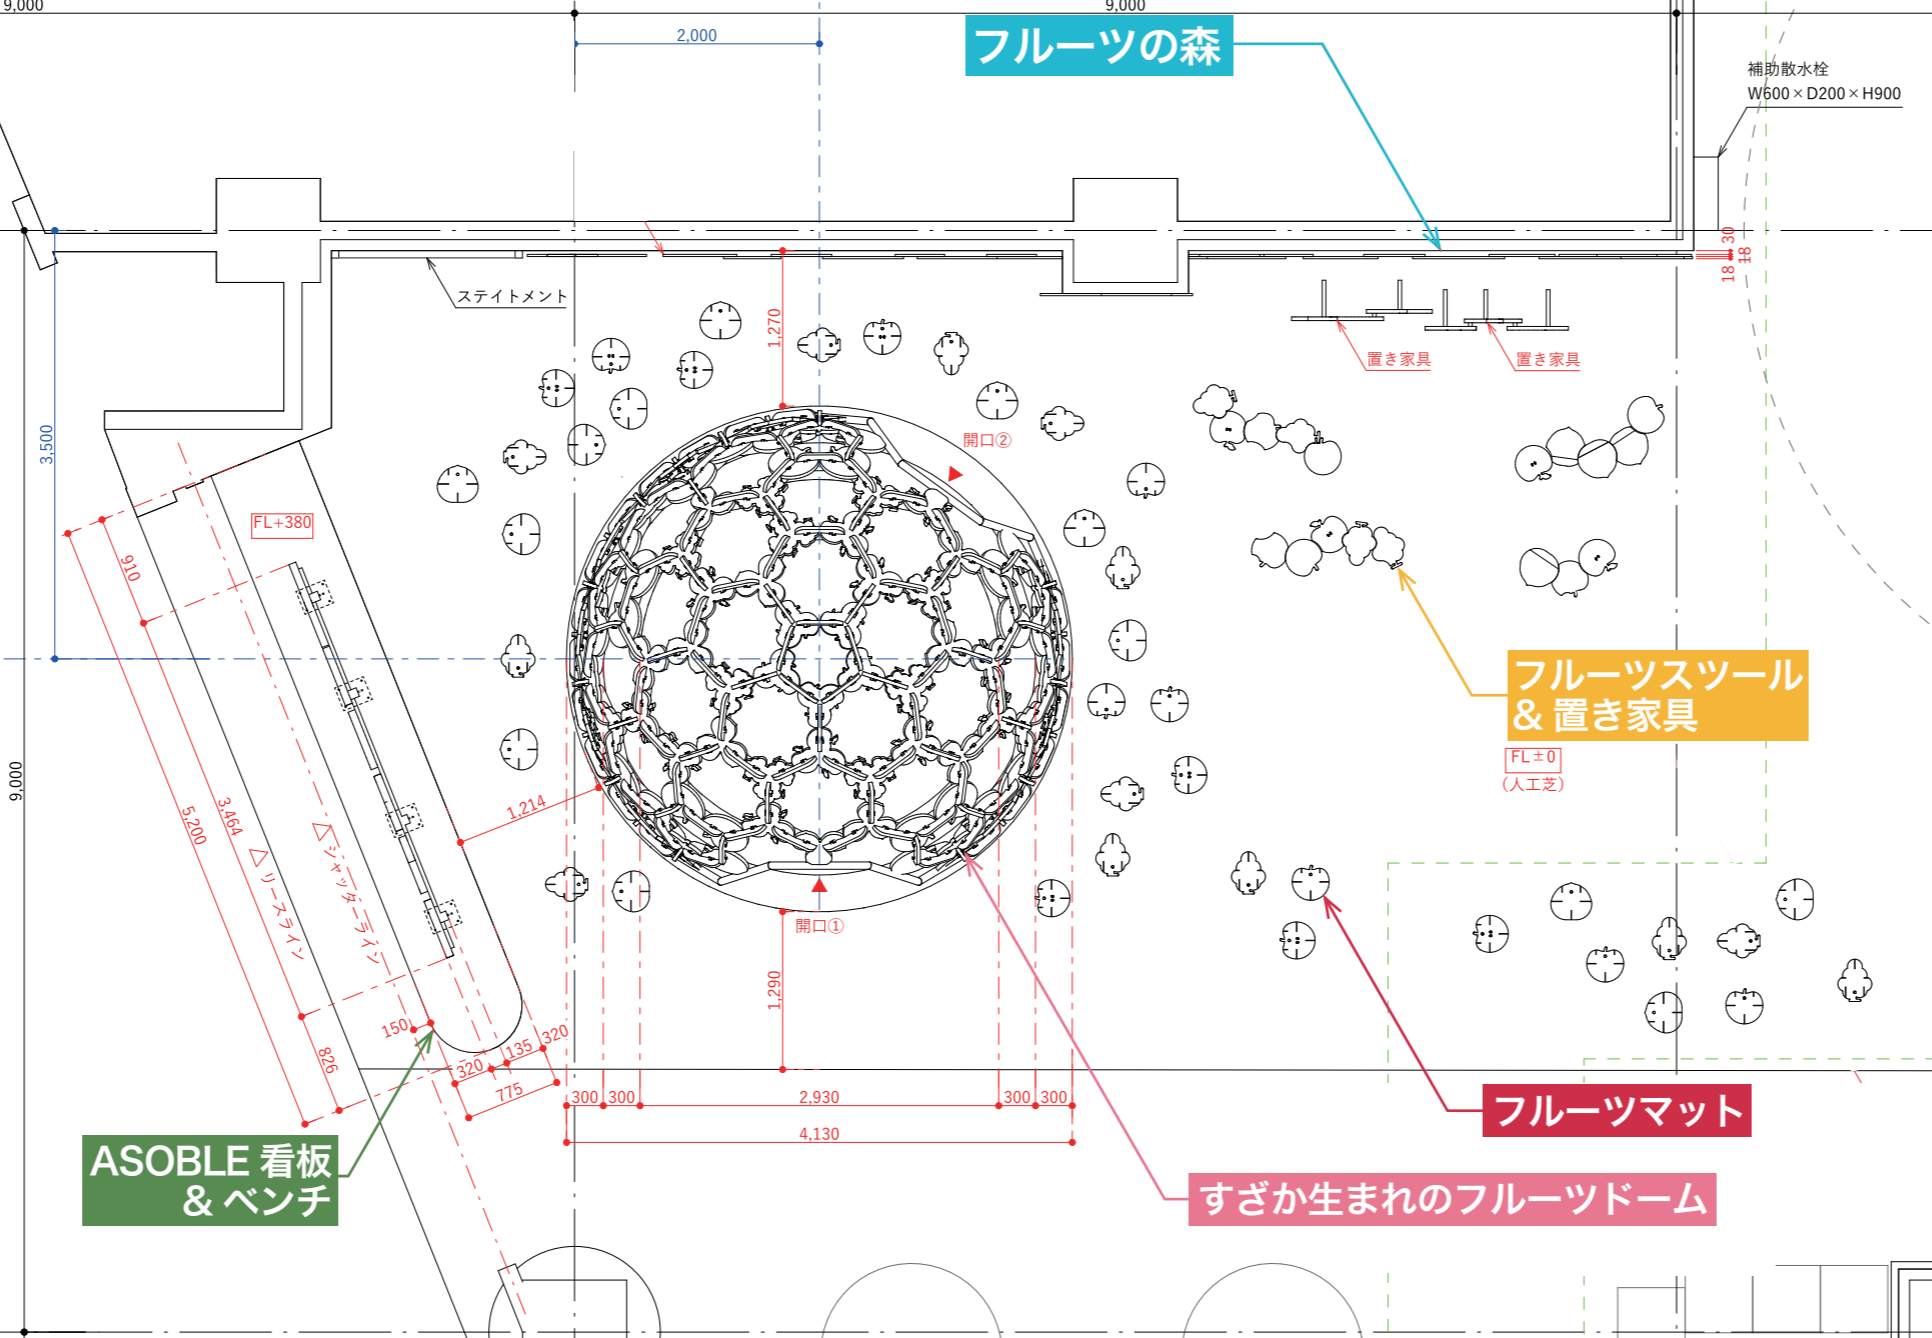 9,000
9,000
2,000
フルーツの森
補助散水栓
W600×D200×H900
30
18
18
ステイトメント
1,270
置き家具
置き家具
3,500
開口②
FL+380
910
フルーツスツール
& 置き家具
FL±0
(人工芝)
9,000
1,214
3,464
5,200
リースライン
シャッターライン
開口①
1,290
150
826
320
135
320
775
300
300
2,930
300
300
4,130
フルーツマット
ASOBLE 看板
& ベンチ
すざか生まれのフルーツドーム